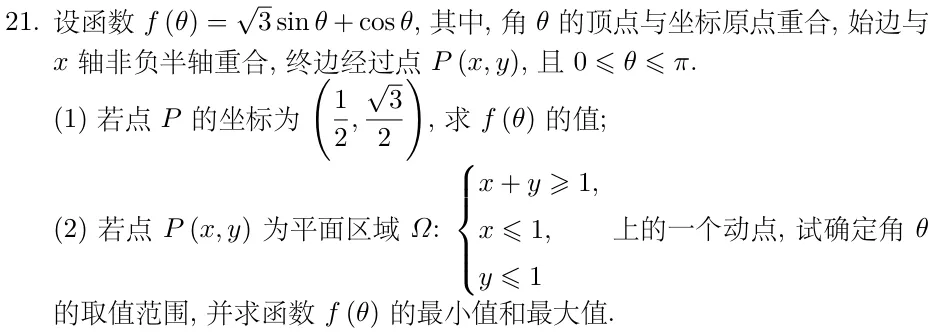 21. 设函数 f(θ) = √3 sin θ + cos θ, 其中, 角 θ 的顶点与坐标原点重合, 始边与
x 轴非负半轴重合, 终边经过点 P(x, y), 且 0 ⩽ θ ⩽ π.
(1) 若点 P 的坐标为 (1/2, √3/2), 求 f(θ) 的值;
(2) 若点 P(x, y) 为平面区域 Ω: { x + y ⩾ 1, x ⩽ 1, y ⩽ 1 上的一个动点, 试确定角 θ
的取值范围, 并求函数 f(θ) 的最小值和最大值.